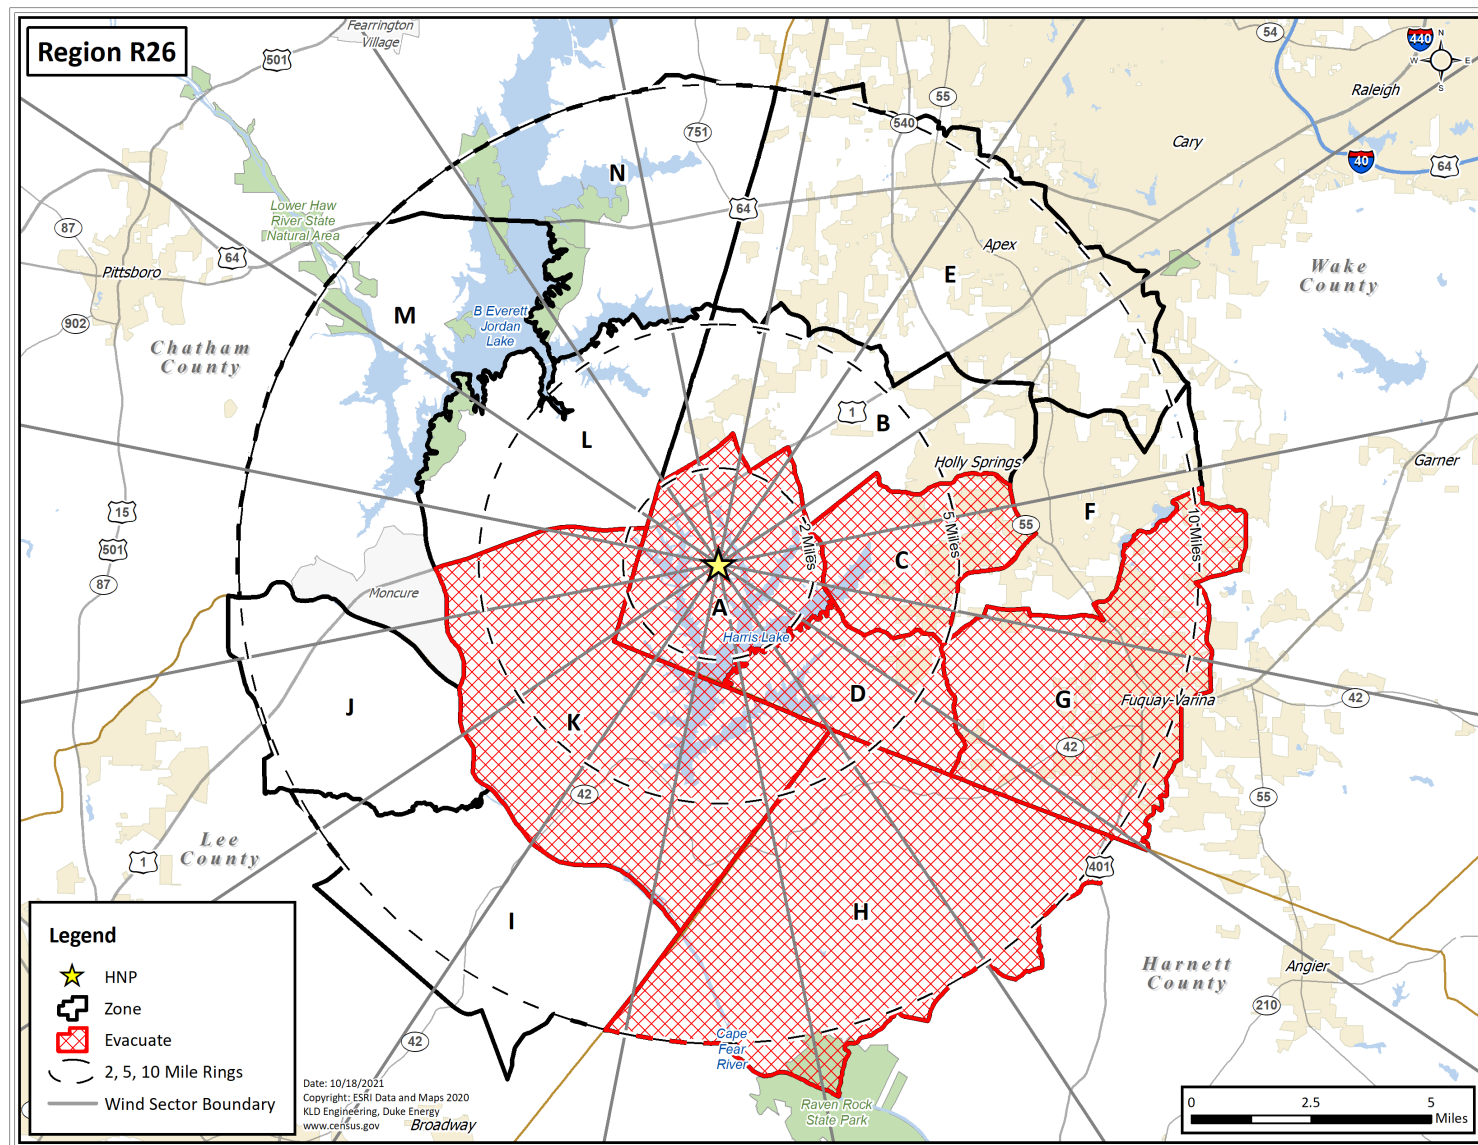 Region R26
Fearrington
Village
501
54
440
N
W
E
S
Raleigh
55
540
751
Cary
40
64
N
Lower Haw
River State
Natural Area
87
64
64
Pittsboro
Apex
E
Wake
County
902
M
B Everett
Jordan
Lake
Chatham
County
1
B
L
Holly Springs
Garner
15
501
2 Miles
5 Miles
55
F
10 Miles
87
Moncure
C
A
Harris Lake
J
K
D
G
Fuquay-Varina
42
42
42
55
Lee
County
1
401
I
H
Harnett
County
Angier
210
42
Cape
Fear
River
Raven Rock
State Park
Broadway
Legend
HNP
Zone
Evacuate
2, 5, 10 Mile Rings
Wind Sector Boundary
Date: 10/18/2021
Copyright: ESRI Data and Maps 2020
KLD Engineering, Duke Energy
www.census.gov
0
2.5
5
Miles